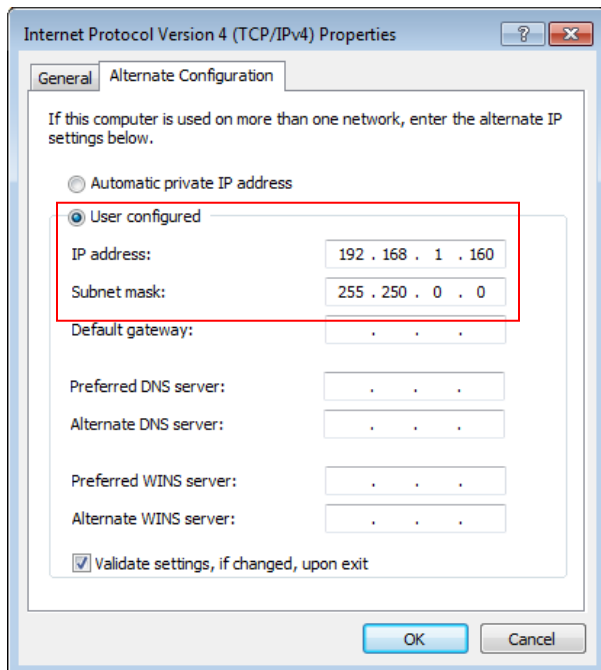 Internet Protocol Version 4 (TCP/IPv4) Properties
General Alternate Configuration
If this computer is used on more than one network, enter the alternate IP
settings below.
Automatic private IP address
User configured
IP address: 192 . 168 . 1 . 160
Subnet mask: 255 . 250 . 0 . 0
Default gateway: . . .
Preferred DNS server: . . .
Alternate DNS server: . . .
Preferred WINS server: . . .
Alternate WINS server: . . .
Validate settings, if changed, upon exit
OK Cancel